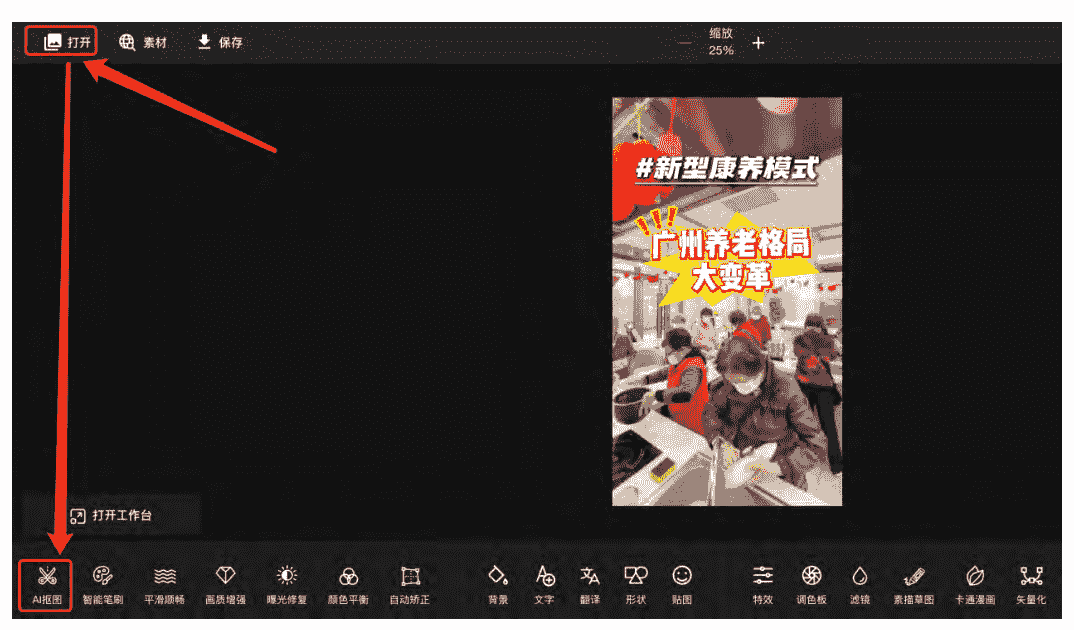 打开
素材
保存
缩放
25%
#新型康养模式
广州养老格局
大变革
打开工作台
AI抠图
智能笔刷
平滑顺畅
画质增强
曝光修复
颜色平衡
自动矫正
背景
文字
翻译
形状
贴图
特效
调色板
滤镜
素描草图
卡通漫画
矢量化